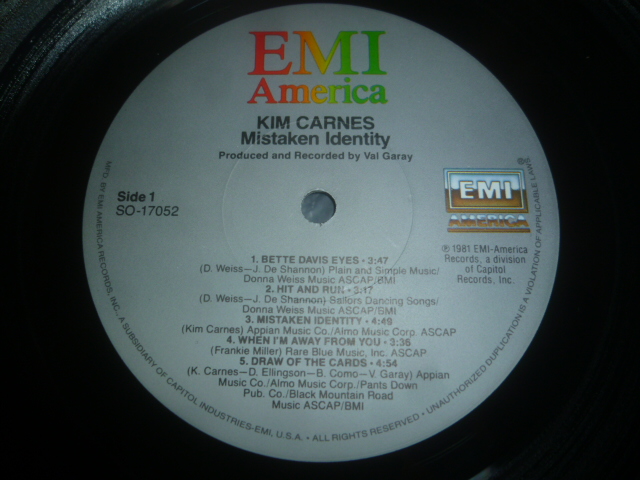 EMI
America
KIM CARNES
Mistaken Identity
Produced and Recorded by Val Garay
Side 1
SO-17052
EMI
AMERICA
®
℗ 1981 EMI-America
Records, a division
of Capitol
Records, Inc.
1. BETTE DAVIS EYES • 3:47
(D. Weiss—J. De Shannon) Plain and Simple Music/
Donna Weiss Music ASCAP/BMI
2. HIT AND RUN • 3:17
(D. Weiss—J. De Shannon) Sailors Dancing Songs/
Donna Weiss Music ASCAP/BMI
3. MISTAKEN IDENTITY • 4:49
(Kim Carnes) Appian Music Co./Almo Music Corp. ASCAP
4. WHEN I'M AWAY FROM YOU • 3:36
(Frankie Miller) Rare Blue Music, Inc. ASCAP
5. DRAW OF THE CARDS • 4:54
(K. Carnes—D. Ellingson—B. Como—V. Garay) Appian
Music Co./Almo Music Corp./Pants Down
Pub. Co./Black Mountain Road
Music ASCAP/BMI
MFD BY EMI AMERICA RECORDS, INC., A SUBSIDIARY OF CAPITOL INDUSTRIES-EMI, U.S.A. • ALL RIGHTS RESERVED • UNAUTHORIZED DUPLICATION IS A VIOLATION OF APPLICABLE LAWS.